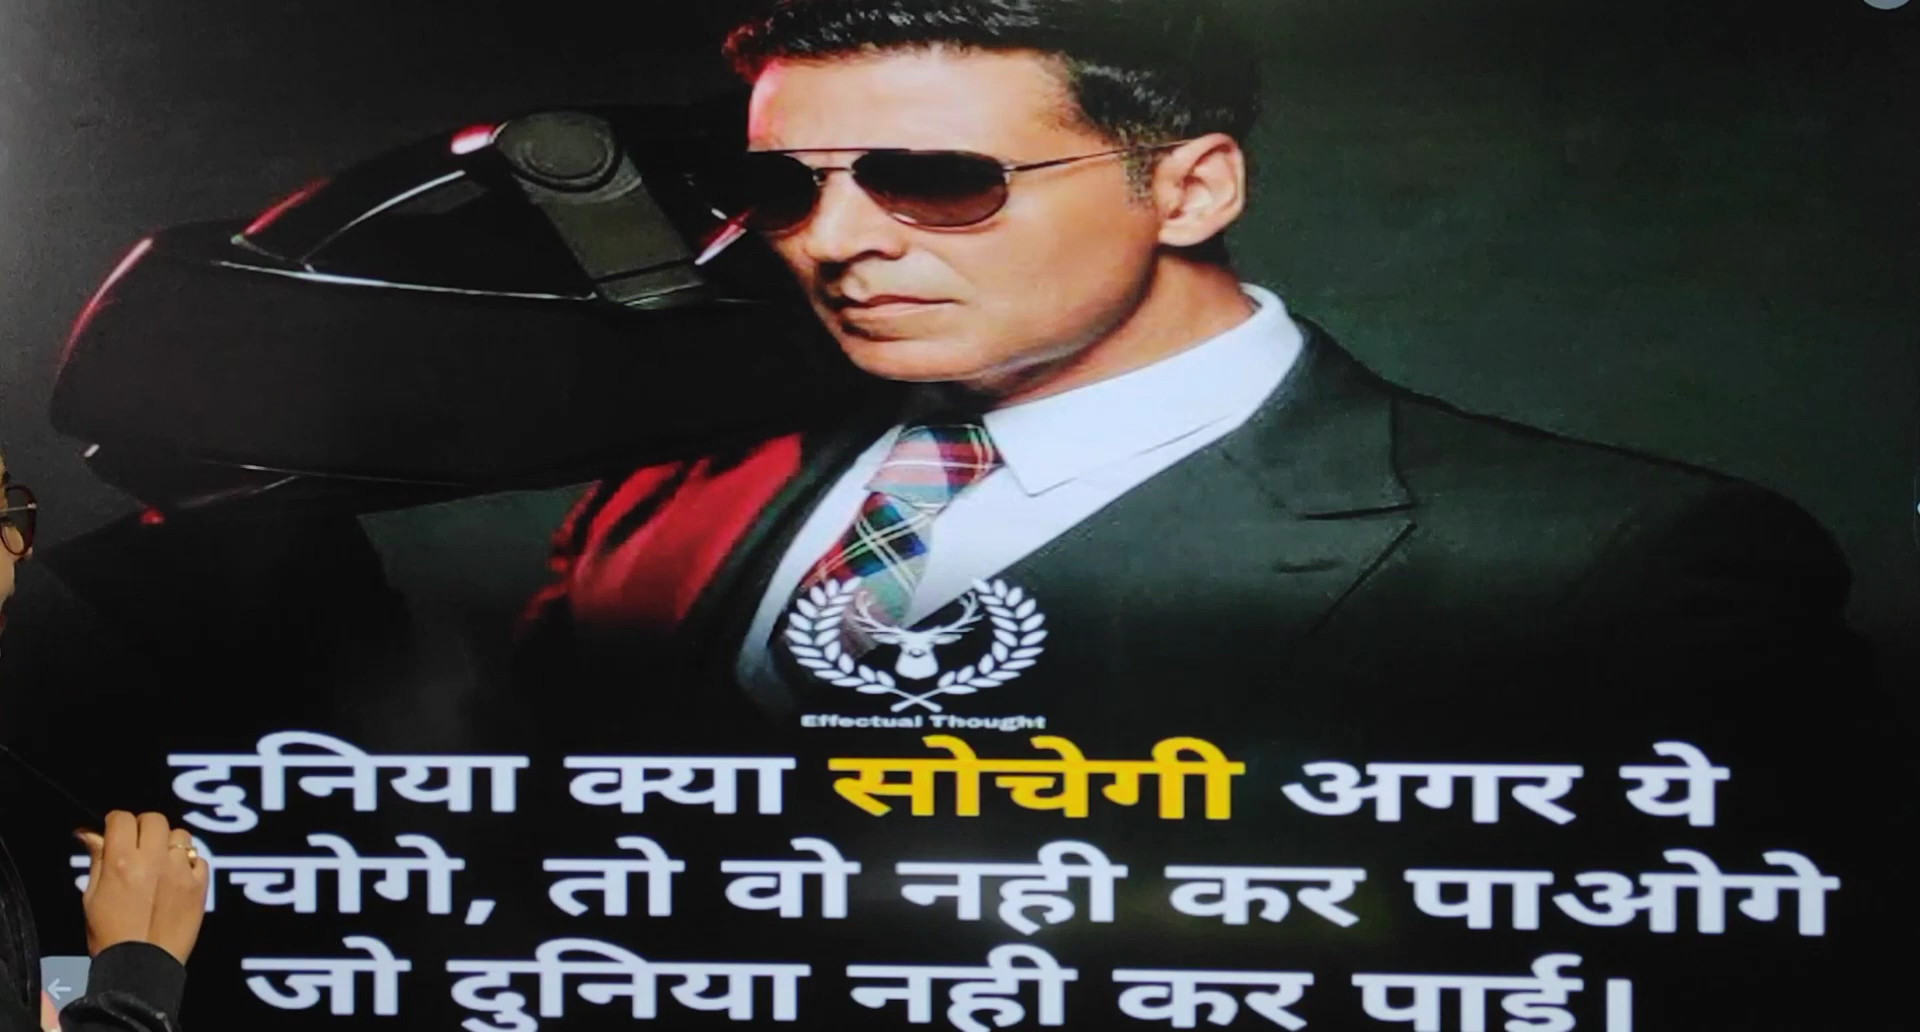 Effectual Thought
दुनिया क्या सोचेगी अगर ये
तो वो नही कर पाओगे
जो दुनिया नही कर पाई।